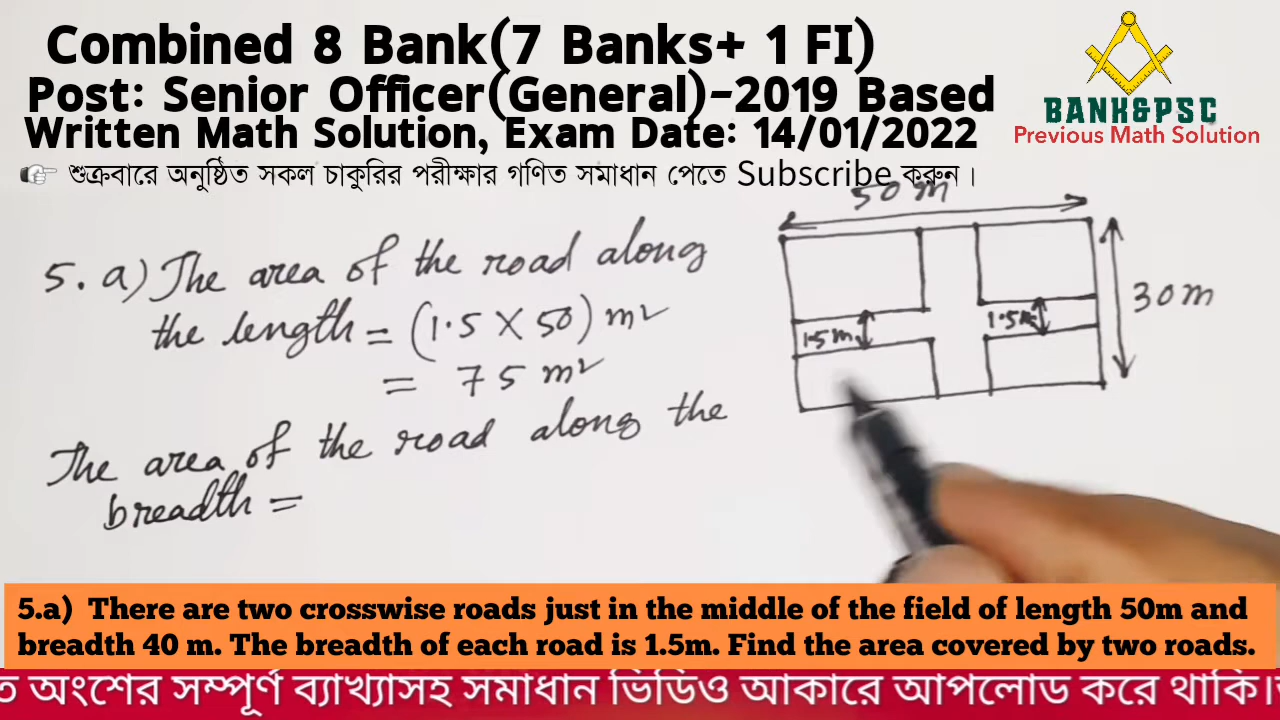 Combined 8 Bank(7 Banks+ 1 FI)
Post: Senior Officer(General)-2019 Based
Written Math Solution, Exam Date: 14/01/2022
BANK&PSC
Previous Math Solution
শুক্রবারে অনুষ্ঠিত সকল চাকুরির পরীক্ষার গণিত সমাধান পেতে Subscribe করুন।
50 m
5. a) The area of the road along
the length = (1.5 X 50) m²
= 75 m²
The area of the road along the
breadth =
30 m
1.5 m
1.5m
5.a) There are two crosswise roads just in the middle of the field of length 50m and
breadth 40 m. The breadth of each road is 1.5m. Find the area covered by two roads.
ত অংশের সম্পূর্ণ ব্যাখ্যাসহ সমাধান ভিডিও আকারে আপলোড করে থাকি।